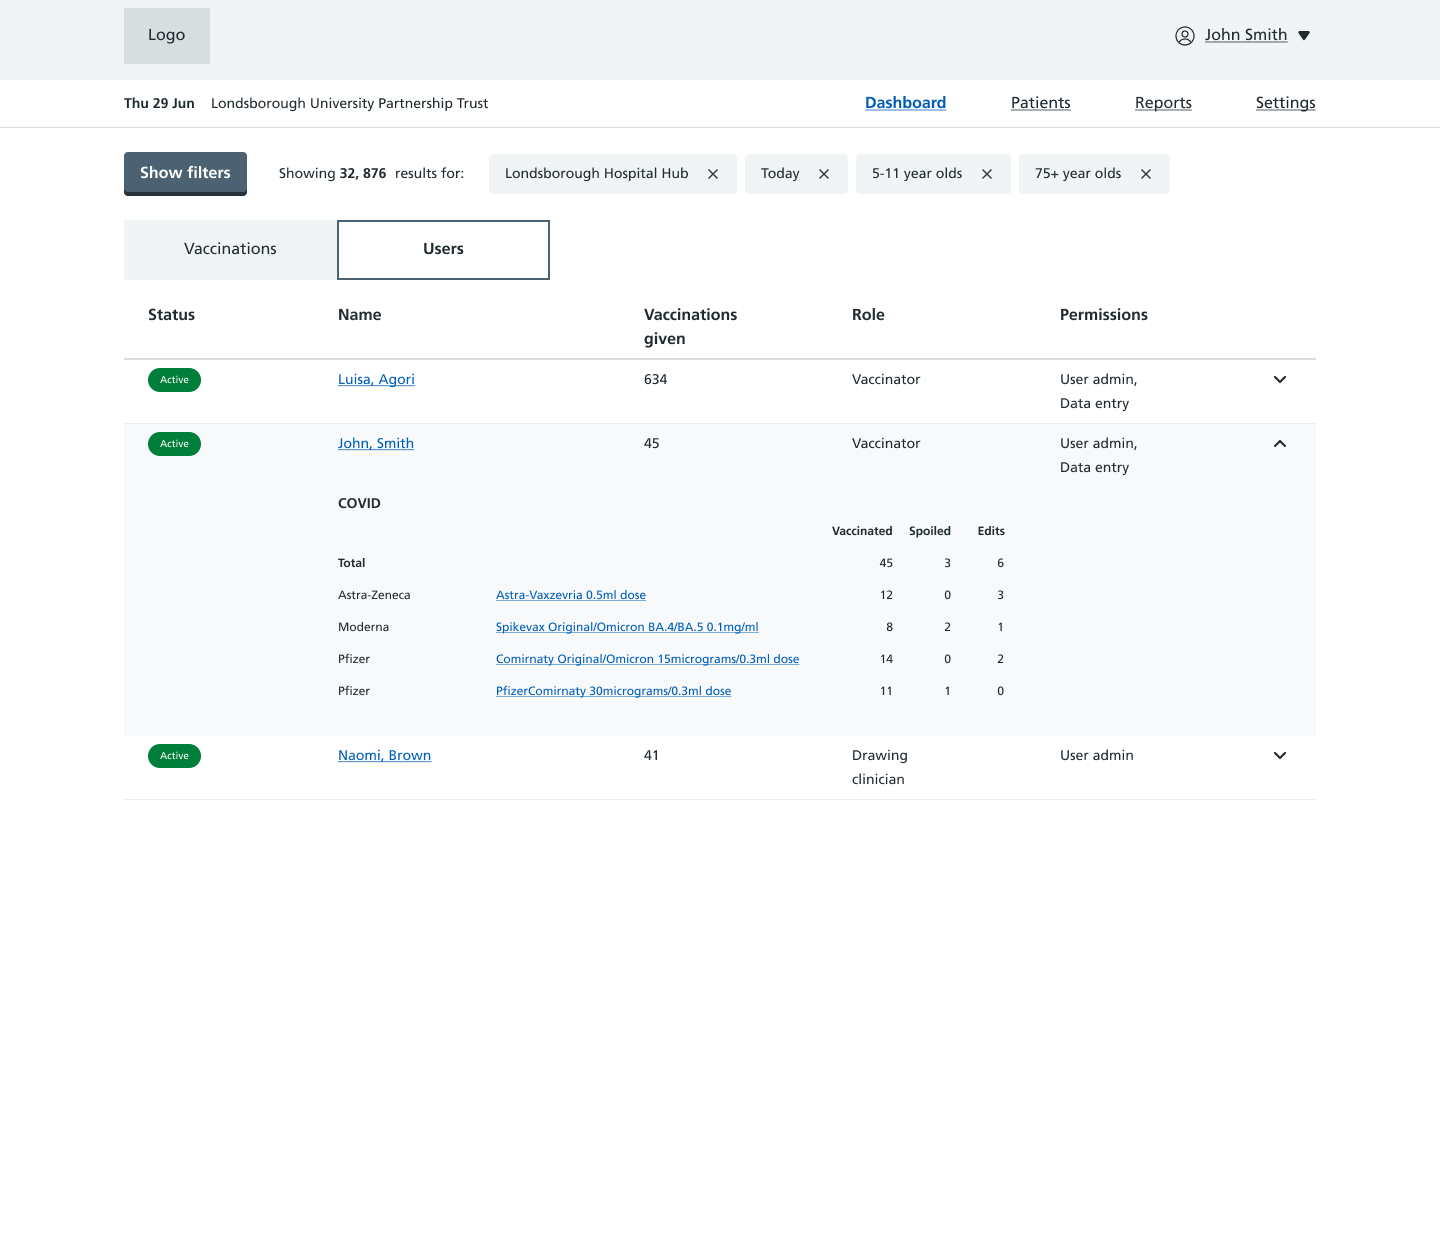 Logo
John Smith
Thu 29 Jun Londsborough University Partnership Trust Dashboard Patients Reports Settings
Show filters Showing 32, 876 results for: Londsborough Hospital Hub Today 5-11 year olds 75+ year olds
Vaccinations Users
Status Name Vaccinations given Role Permissions
Active Luisa, Agori 634 Vaccinator User admin,
Data entry
Active John, Smith 45 Vaccinator User admin,
Data entry
COVID
Vaccinated Spoiled Edits
Total 45 3 6
Astra-Zeneca Astra-Vaxzevria 0.5ml dose 12 0 3
Moderna Spikevax Original/Omicron BA.4/BA.5 0.1mg/ml 8 2 1
Pfizer Comirnaty Original/Omicron 15micrograms/0.3ml dose 14 0 2
Pfizer PfizerComirnaty 30micrograms/0.3ml dose 11 1 0
Active Naomi, Brown 41 Drawing clinician User admin